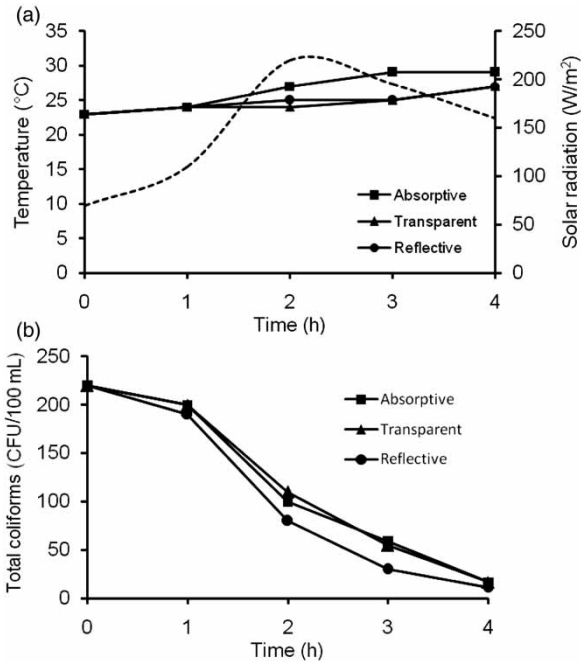 (a)
35
30
25
20
15
10
5
0
Temperature (°C)
250
200
150
100
50
0
Solar radiation (W/m²)
Absorptive
Transparent
Reflective
0 1 2 3 4
Time (h)
(b)
250
200
150
100
50
0
Total coliforms (CFU/100 mL)
Absorptive
Transparent
Reflective
0 1 2 3 4
Time (h)